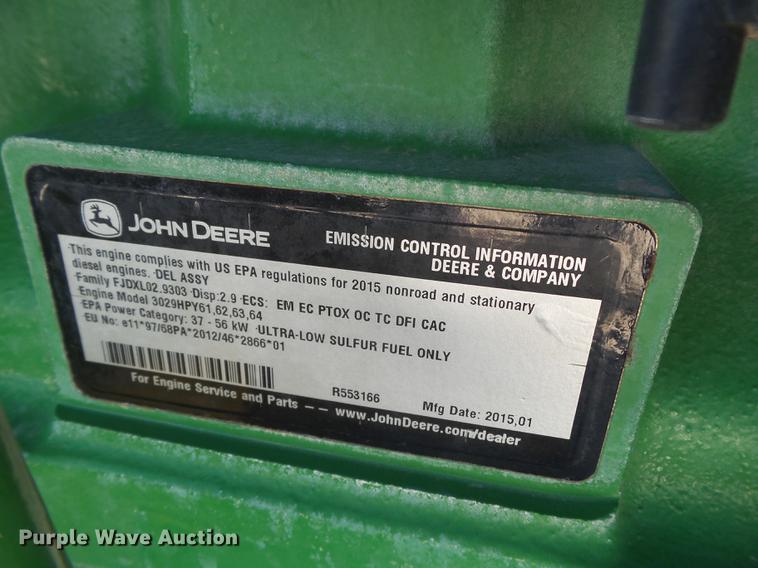 JOHN DEERE
EMISSION CONTROL INFORMATION
DEERE & COMPANY
·This engine complies with US EPA regulations for 2015 nonroad and stationary
diesel engines. ·DEL ASSY
·Family FJDXL02.9303 ·Disp:2.9 ·ECS: EM EC PTOX OC TC DFI CAC
·Engine Model 3029HPY61,62,63,64
·EPA Power Category: 37 - 56 kW ·ULTRA-LOW SULFUR FUEL ONLY
·EU No: e11*97/68PA*2012/46*2866*01
R553166 Mfg Date: 2015,01
For Engine Service and Parts – – www.JohnDeere.com/dealer
Purple Wave Auction